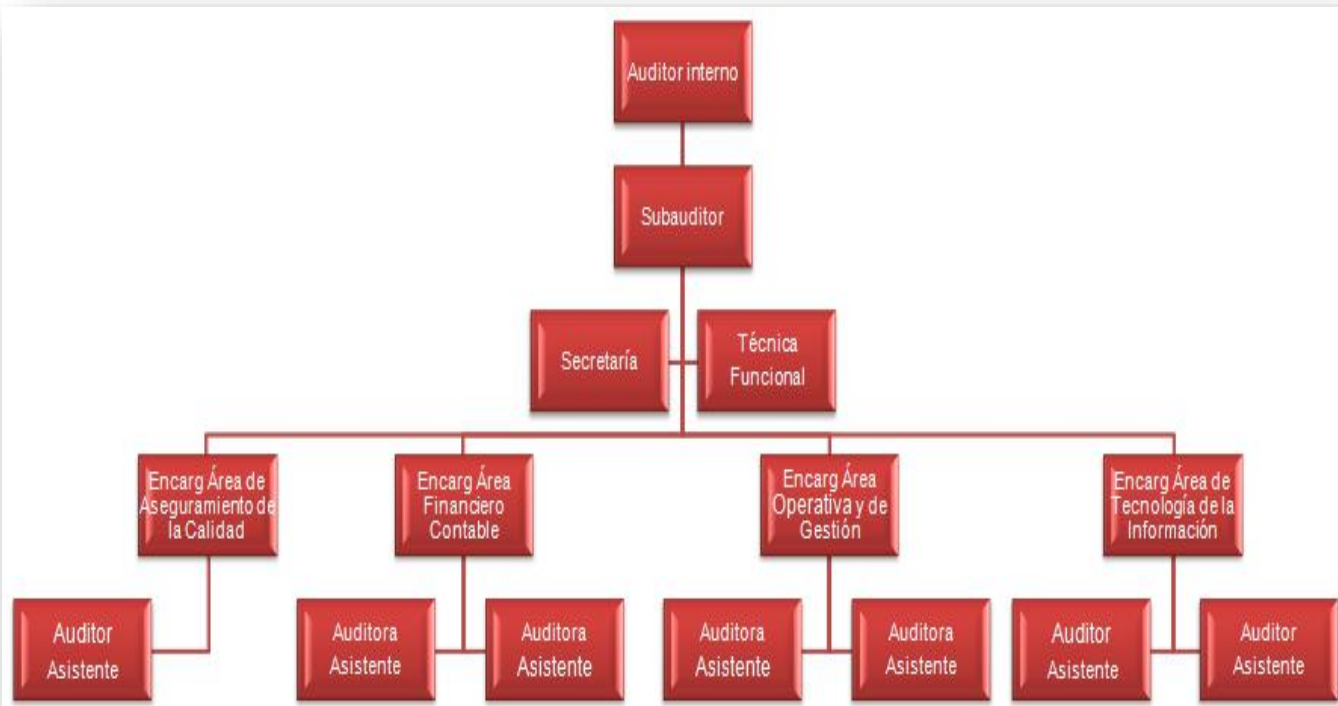 Auditor interno
Subauditor
Secretaría
Técnica
Funcional
Encarg Área de
Aseguramiento de
la Calidad
Encarg Área
Financiero
Contable
Encarg Área
Operativa y de
Gestión
Encarg Área de
Tecnología de la
Información
Auditor
Asistente
Auditora
Asistente
Auditora
Asistente
Auditora
Asistente
Auditora
Asistente
Auditor
Asistente
Auditor
Asistente